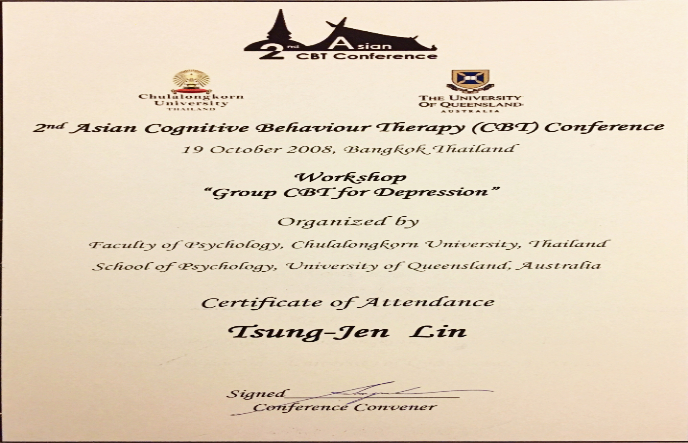 2nd Asian
CBT Conference
Chulalongkorn
University
THAILAND
THE UNIVERSITY
OF QUEENSLAND
AUSTRALIA
2nd Asian Cognitive Behaviour Therapy (CBT) Conference
19 October 2008, Bangkok Thailand
Workshop
“Group CBT for Depression”
Organized by
Faculty of Psychology, Chulalongkorn University, Thailand
School of Psychology, University of Queensland, Australia
Certificate of Attendance
Tsung-Jen Lin
Signed
Conference Convener